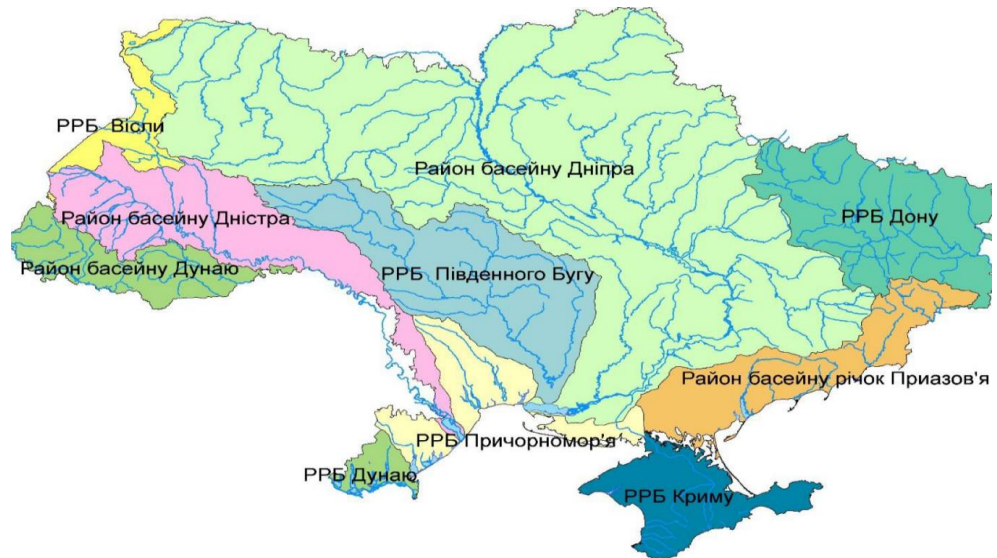 РРБ Вісли
Район басейну Дніпра
Район басейну Дністра
РРБ Дону
Район басейну Дунаю
РРБ Південного Бугу
Район басейну річок Приазов'я
РРБ Причорномор'я
РРБ Дунаю
РРБ Криму